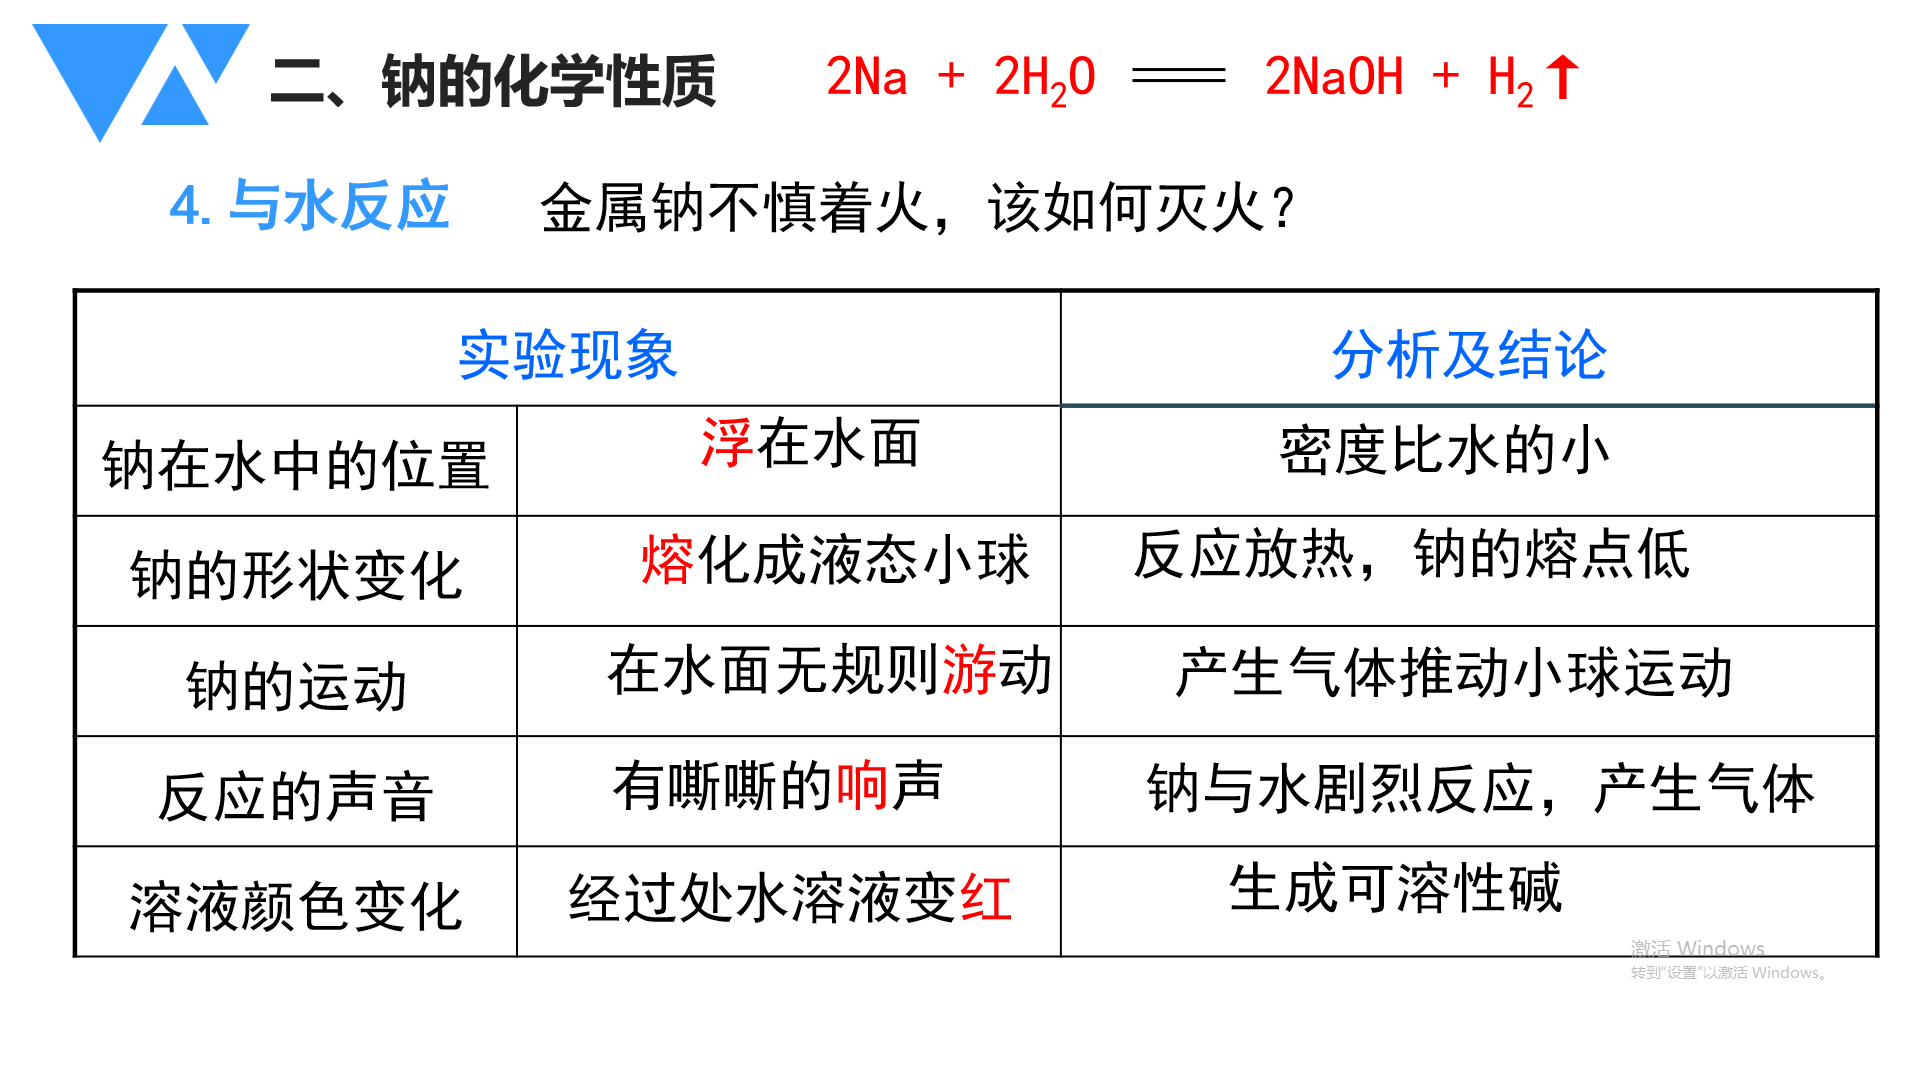 二、钠的化学性质 2Na + 2H₂O ══ 2NaOH + H₂↑
4.与水反应 金属钠不慎着火，该如何灭火？
实验现象 分析及结论
钠在水中的位置 浮在水面 密度比水的小
钠的形状变化 熔化成液态小球 反应放热，钠的熔点低
钠的运动 在水面无规则游动 产生气体推动小球运动
反应的声音 有嘶嘶的响声 钠与水剧烈反应，产生气体
溶液颜色变化 经过处水溶液变红 生成可溶性碱
激活 Windows
转到“设置”以激活 Windows。